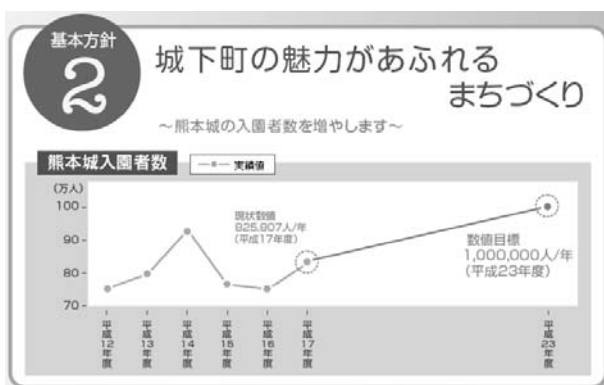 基本方針
2
城下町の魅力があふれる
まちづくり
～熊本城の入園者数を増やします～
熊本城入園者数
実績値
(万人)
100
90
80
70
現状数値
825,807人/年
(平成17年度)
数値目標
1,000,000人/年
(平成23年度)
平成12年度
平成13年度
平成14年度
平成15年度
平成16年度
平成17年度
平成23年度